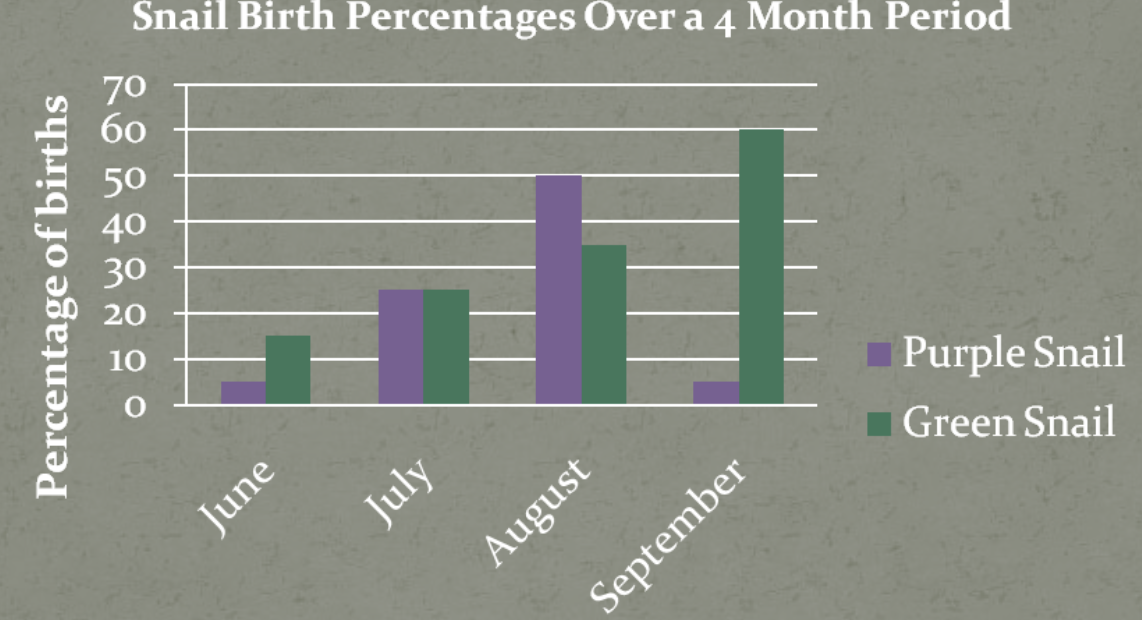 Snail Birth Percentages Over a 4 Month Period
Percentage of births
70
60
50
40
30
20
10
0
June
July
August
September
Purple Snail
Green Snail